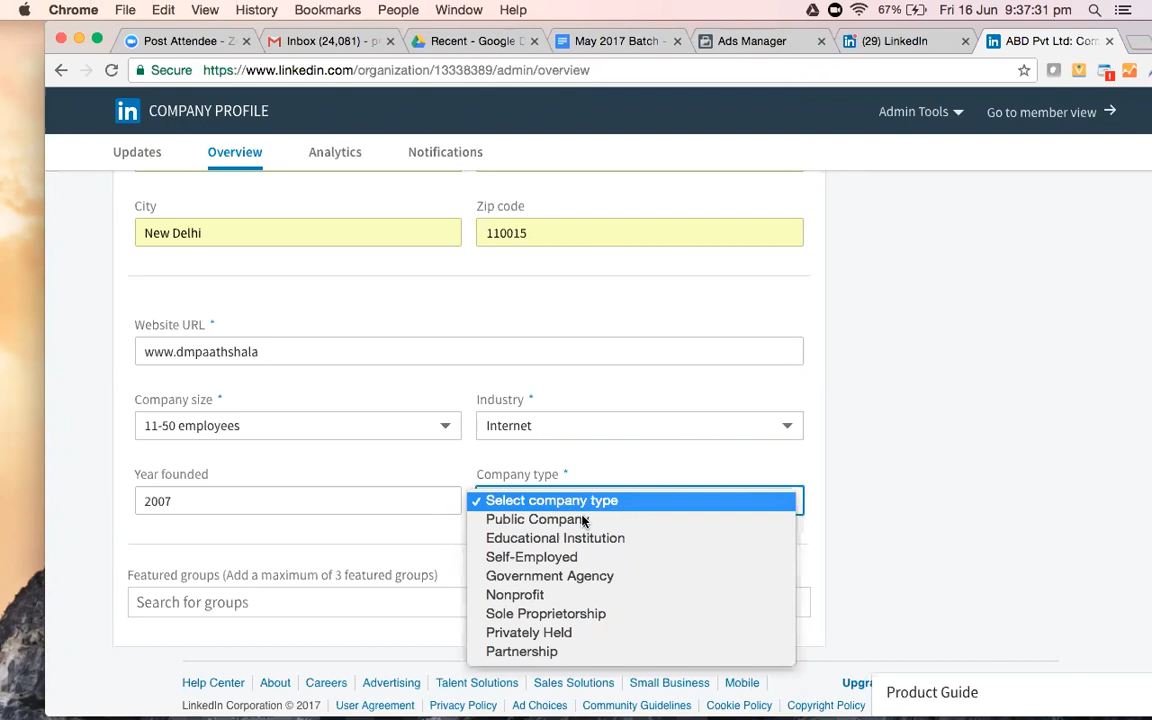 Chrome File Edit View History Bookmarks People Window Help 67% Fri 16 Jun 9:37:31 pm
Post Attendee - Z Inbox (24,081) - p Recent - Google D May 2017 Batch - Ads Manager (29) LinkedIn ABD Pvt Ltd: Com
Secure https://www.linkedin.com/organization/13338389/admin/overview
in COMPANY PROFILE Admin Tools Go to member view
Updates Overview Analytics Notifications
City Zip code
New Delhi 110015
Website URL *
www.dmpaathshala
Company size * Industry *
11-50 employees Internet
Year founded Company type *
2007 ✓ Select company type
Public Company
Educational Institution
Self-Employed
Government Agency
Nonprofit
Sole Proprietorship
Privately Held
Partnership
Featured groups (Add a maximum of 3 featured groups)
Search for groups
Help Center About Careers Advertising Talent Solutions Sales Solutions Small Business Mobile Upgra
LinkedIn Corporation © 2017 User Agreement Privacy Policy Ad Choices Community Guidelines Cookie Policy Copyright Policy
Product Guide